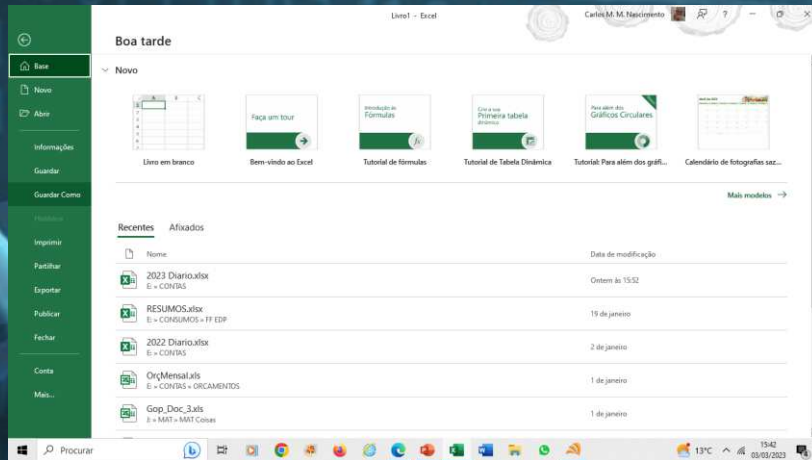 Livro1 - Excel
Carlos M. M. Nascimento
?
Boa tarde
Base
Novo
Abrir
Informações
Guardar
Guardar Como
Histórico
Imprimir
Partilhar
Exportar
Publicar
Fechar
Conta
Mais...
Novo
A B C
Faça um tour
Introdução às
Fórmulas
fx
Crie a sua
Primeira tabela
dinâmica
Para além dos
Gráficos Circulares
Livro em branco
Bem-vindo ao Excel
Tutorial de fórmulas
Tutorial de Tabela Dinâmica
Tutorial: Para além dos gráfi...
Calendário de fotografias saz...
Mais modelos
Recentes Afixados
Nome Data de modificação
2023 Diario.xlsx
E: » CONTAS
Ontem às 15:52
RESUMOS.xlsx
E: » CONSUMOS » FF EDP
19 de janeiro
2022 Diario.xlsx
E: » CONTAS
2 de janeiro
OrçMensal.xls
E: » CONTAS » ORCAMENTOS
1 de janeiro
Gop_Doc_3.xls
J: » MAT » MAT Coisas
1 de janeiro
Procurar
13°C
15:42
03/03/2023